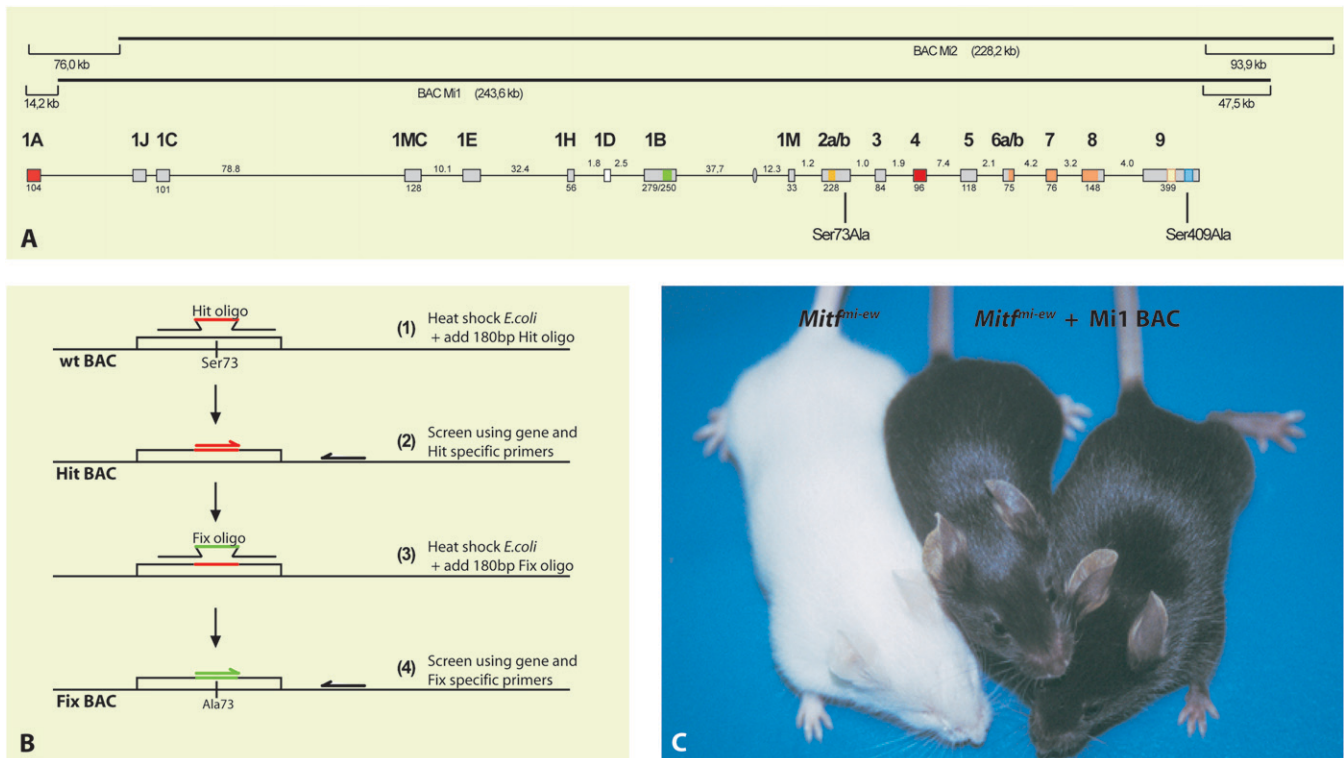 BAC Mi2 (228,2 kb)
76,0 kb
93,9 kb
BAC Mi1 (243,6 kb)
14,2 kb
47,5 kb
1A 1J 1C 1MC 1E 1H 1D 1B 1M 2a/b 3 4 5 6a/b 7 8 9
78.8 10.1 32.4 1.8 2.5 37,7 12.3 1.2 1.0 1.9 7.4 2.1 4.2 3.2 4.0
104 101 128 56 279/250 33 228 84 96 118 75 76 148 399
Ser73Ala Ser409Ala
A
Hit oligo
wt BAC
Ser73
(1) Heat shock E.coli
+ add 180bp Hit oligo
Hit BAC
(2) Screen using gene and
Hit specific primers
Fix oligo
(3) Heat shock E.coli
+ add 180bp Fix oligo
Fix BAC
Ala73
(4) Screen using gene and
Fix specific primers
B
Mitfmi-ew Mitfmi-ew + Mi1 BAC
C